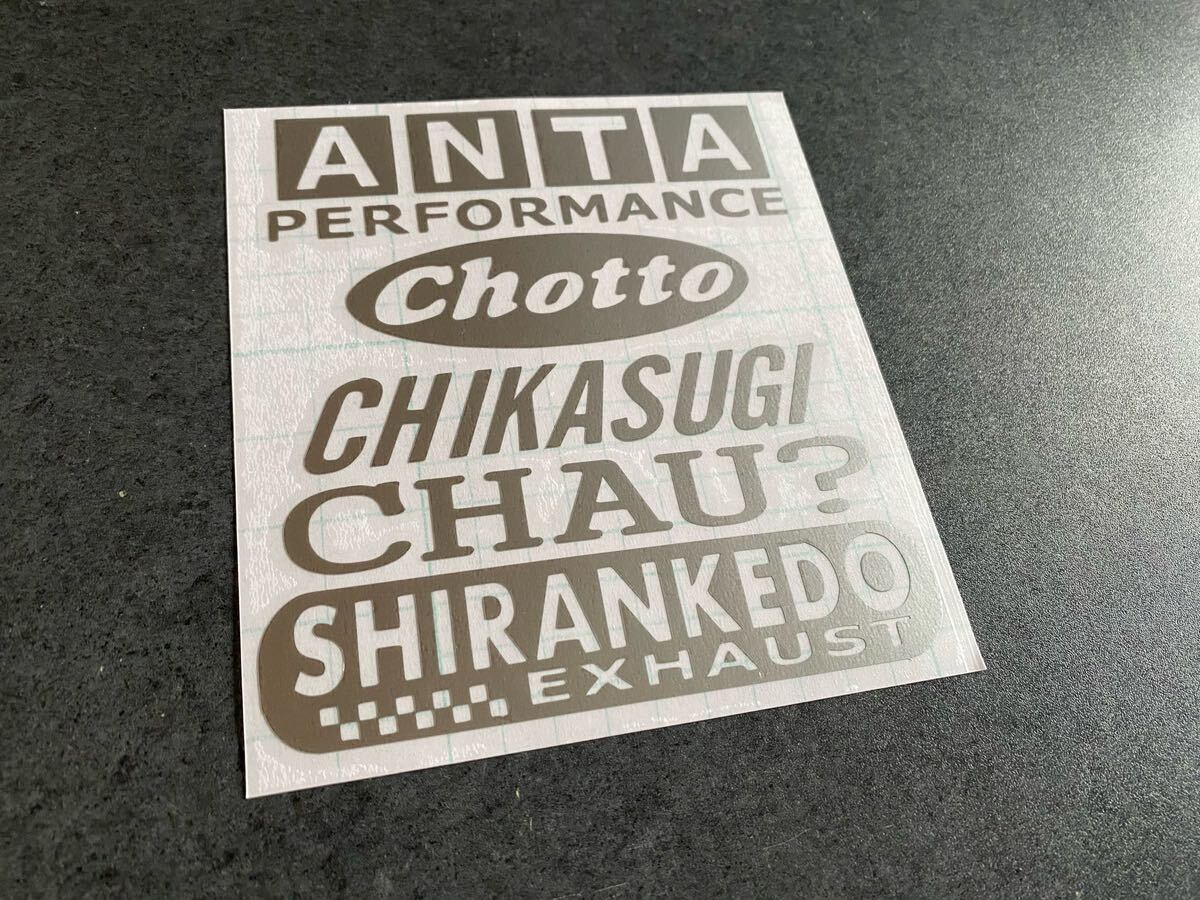 ANTA
PERFORMANCE
Chotto
CHIKASUGI
CHAU?
SHIRANKEDO
EXHAUST